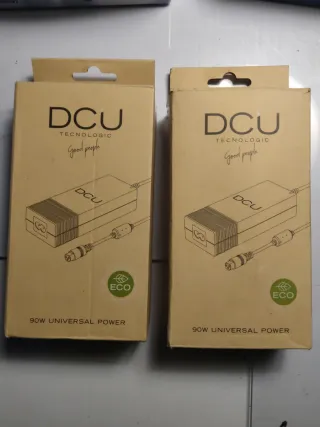 DCU
TECNOLOGIC
Good people
DCU
ECO
90W UNIVERSAL POWER
DCU
TECNOLOGIC
Good people
DCU
ECO
90W UNIVERSAL POWER